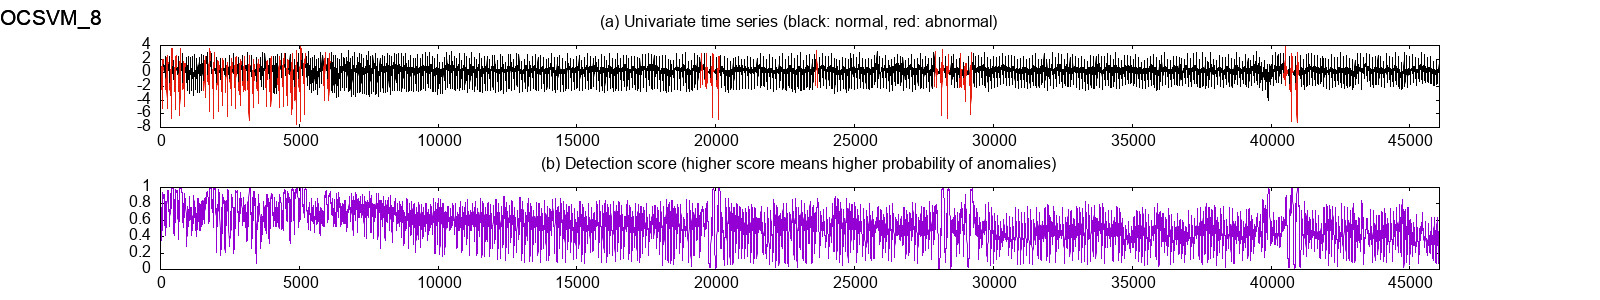 OCSVM_8
(a) Univariate time series (black: normal, red: abnormal)
4
2
0
-2
-4
-6
-8
0 5000 10000 15000 20000 25000 30000 35000 40000 45000
(b) Detection score (higher score means higher probability of anomalies)
1
0.8
0.6
0.4
0.2
0
0 5000 10000 15000 20000 25000 30000 35000 40000 45000